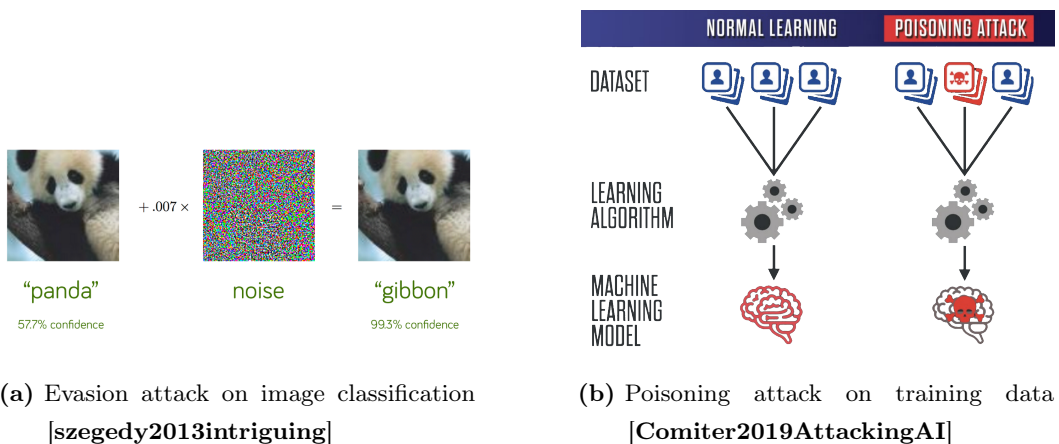 + .007 ×
=
“panda”
noise
“gibbon”
57.7% confidence
99.3% confidence
(a) Evasion attack on image classification
[szegedy2013intriguing]
NORMAL LEARNING
POISONING ATTACK
DATASET
LEARNING
ALGORITHM
MACHINE
LEARNING
MODEL
(b) Poisoning attack on training data
[Comiter2019AttackingAI]